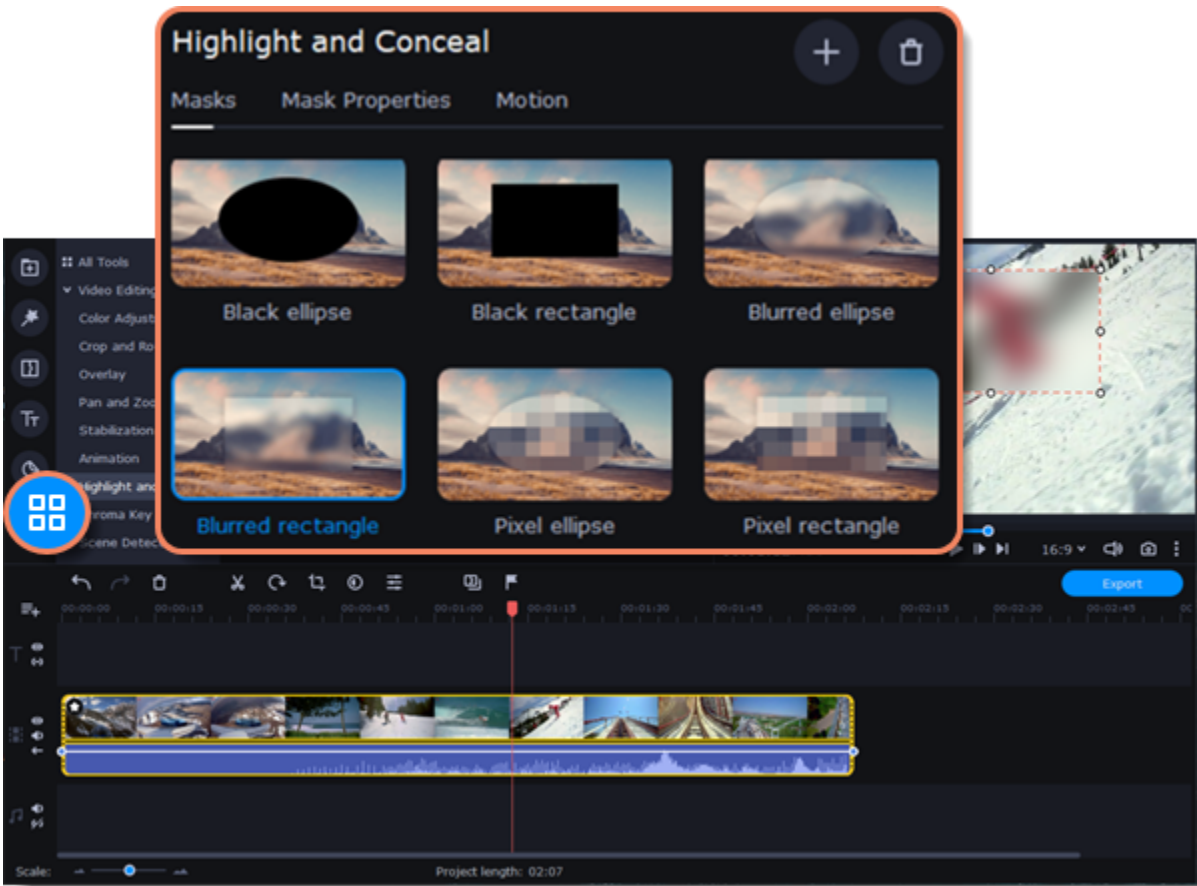 Highlight and Conceal
Masks Mask Properties Motion
Black ellipse Black rectangle Blurred ellipse
Blurred rectangle Pixel ellipse Pixel rectangle
All Tools
Video Editing
Color Adjust
Crop and Ro
Overlay
Pan and Zoo
Stabilization
Animation
Highlight and
Chroma Key
Scene Detec
16:9
Export
00:00:00 00:00:15 00:00:30 00:00:45 00:01:00 00:01:15 00:01:30 00:01:45 00:02:00 00:02:15 00:02:30 00:02:45
Scale: Project length: 02:07